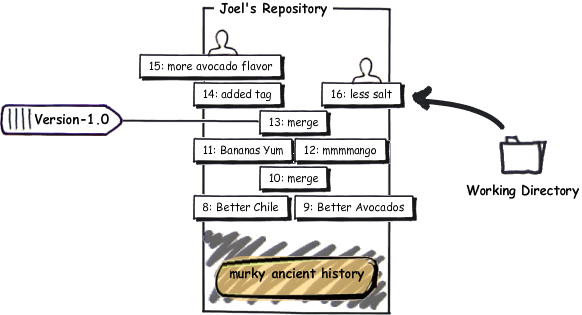 Joel's Repository
15: more avocado flavor
14: added tag
16: less salt
Version-1.0
13: merge
11: Bananas Yum
12: mmmmango
10: merge
Working Directory
8: Better Chile
9: Better Avocados
murky ancient history